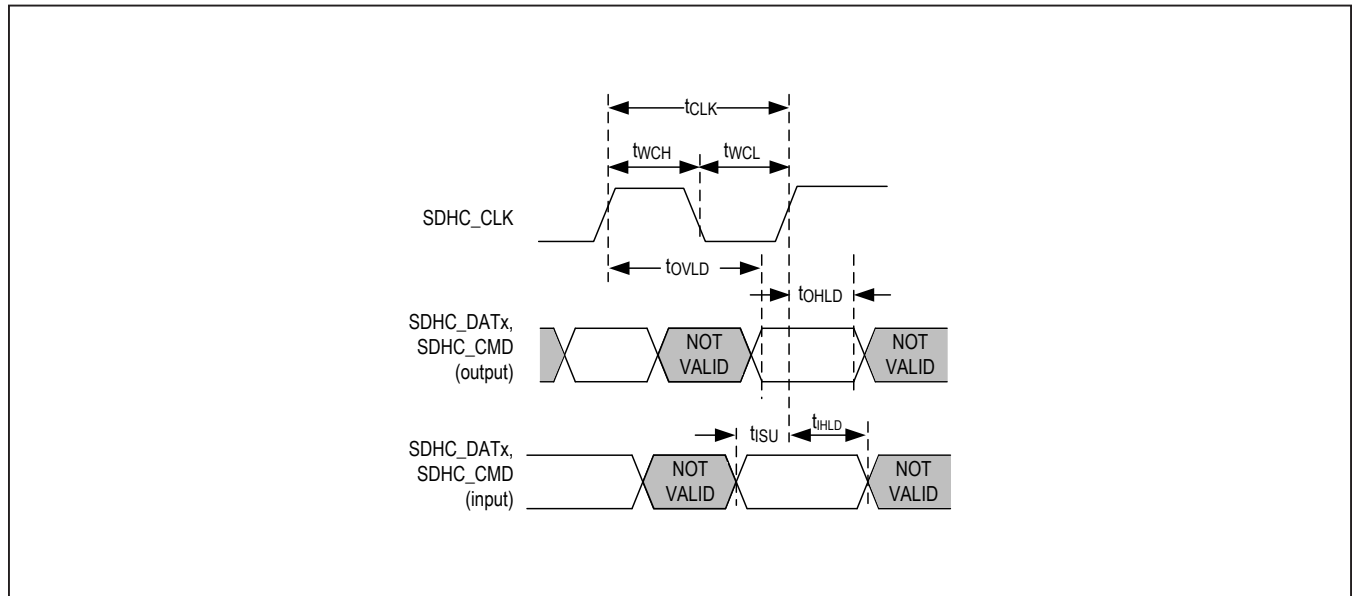 tCLK
tWCH
tWCL
SDHC_CLK
tOVLD
tOHLD
SDHC_DATx,
SDHC_CMD
(output)
NOT
VALID
NOT
VALID
tISU
tIHLD
SDHC_DATx,
SDHC_CMD
(input)
NOT
VALID
NOT
VALID